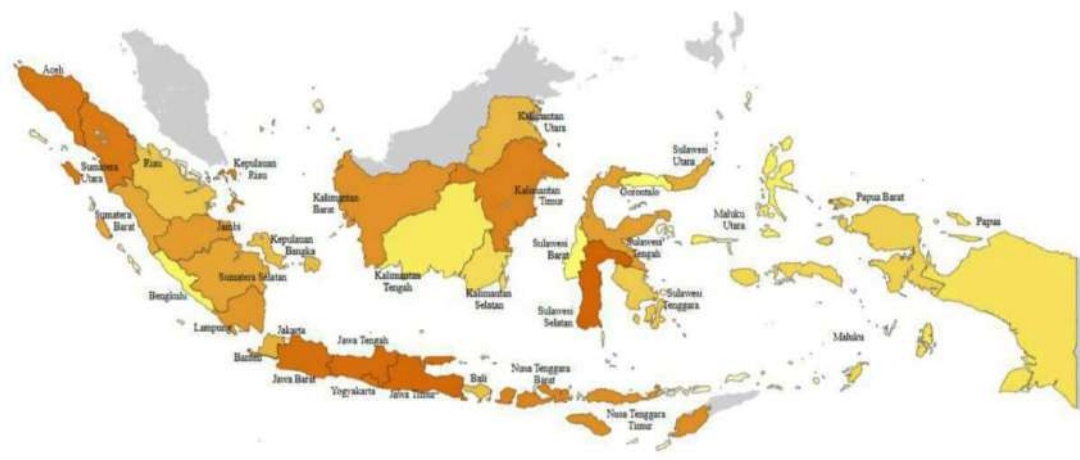 Aceh
Sumatera
Utara
Riau
Kepulauan
Riau
Sumatera
Barat
Jambi
Kepulauan
Bangka
Sumatera Selatan
Bengkulu
Lampung
Jakarta
Banten
Jawa Tengah
Jawa Barat
Yogyakarta
Jawa Timur
Bali
Nusa Tenggara
Barat
Nusa Tenggara
Timur
Kalimantan
Utara
Kalimantan
Barat
Kalimantan
Timur
Kalimantan
Tengah
Kalimantan
Selatan
Sulawesi
Utara
Gorontalo
Sulawesi
Barat
Sulawesi
Tengah
Sulawesi
Selatan
Sulawesi
Tenggara
Maluku
Utara
Maluku
Papua Barat
Papua